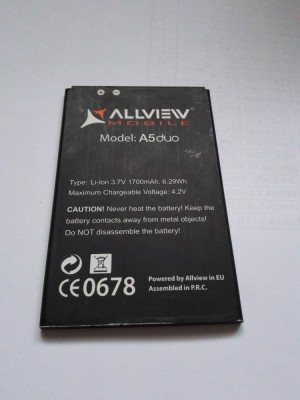 ALLVIEW
MOBILE
Model: A5duo
Type: Li-Ion 3.7V 1700mAh, 6.29Wh
Maximum Chargeable Voltage: 4.2V
CAUTION! Never heat the battery! Keep the battery
contacts away from metal objects!
Do NOT disassemble the battery!
CE0678
Powered by Allview in EU
Assembled in P.R.C.